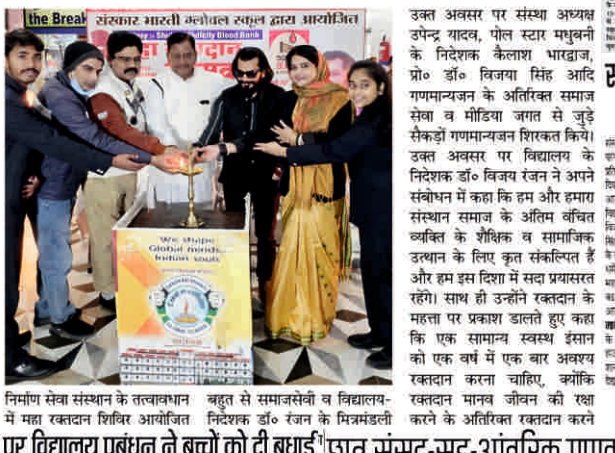 the Break
संस्कार भारती ग्लोबल स्कूल द्वारा आयोजित
Blood Bank
We shape
Global minds
Indian souls
निर्माण सेवा संस्थान के तत्वावधान
में महा रक्तदान शिविर आयोजित
बहुत से समाजसेवी व विद्यालय-
निदेशक डॉ० रंजन के मित्रमंडली
उक्त अवसर पर संस्था अध्यक्ष
उपेन्द्र यादव, पोल स्टार मधुबनी
के निदेशक कैलाश भारद्वाज,
प्रो० डॉ० विजया सिंह आदि
गणमान्यजन के अतिरिक्त समाज
सेवा व मीडिया जगत से जुड़े
सैकड़ों गणमान्यजन शिरकत किये।
उक्त अवसर पर विद्यालय के
निदेशक डॉ० विजय रंजन ने अपने
संबोधन में कहा कि हम और हमारा
संस्थान समाज के अंतिम वंचित
व्यक्ति के शैक्षिक व सामाजिक
उत्थान के लिए कृत संकल्पित हैं
और हम इस दिशा में सदा प्रयासरत
रहेंगे। साथ ही उन्होंने रक्तदान के
महत्ता पर प्रकाश डालते हुए कहा
कि एक सामान्य स्वस्थ इंसान
को एक वर्ष में एक बार अवश्य
रक्तदान करना चाहिए, क्योंकि
रक्तदान मानव जीवन की रक्षा
करने के अतिरिक्त रक्तदान करने
पर विद्यालय प्रबंधन ने बच्चों को दी बधाई
छात्र संसद-सह-आंतरिक